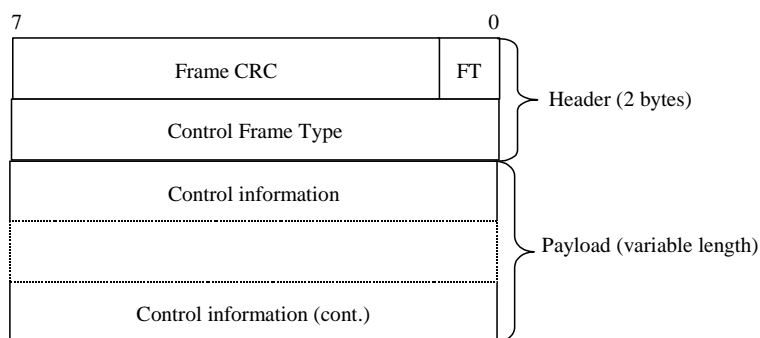 7 0
Frame CRC FT
Header (2 bytes)
Control Frame Type
Control information
Payload (variable length)
Control information (cont.)